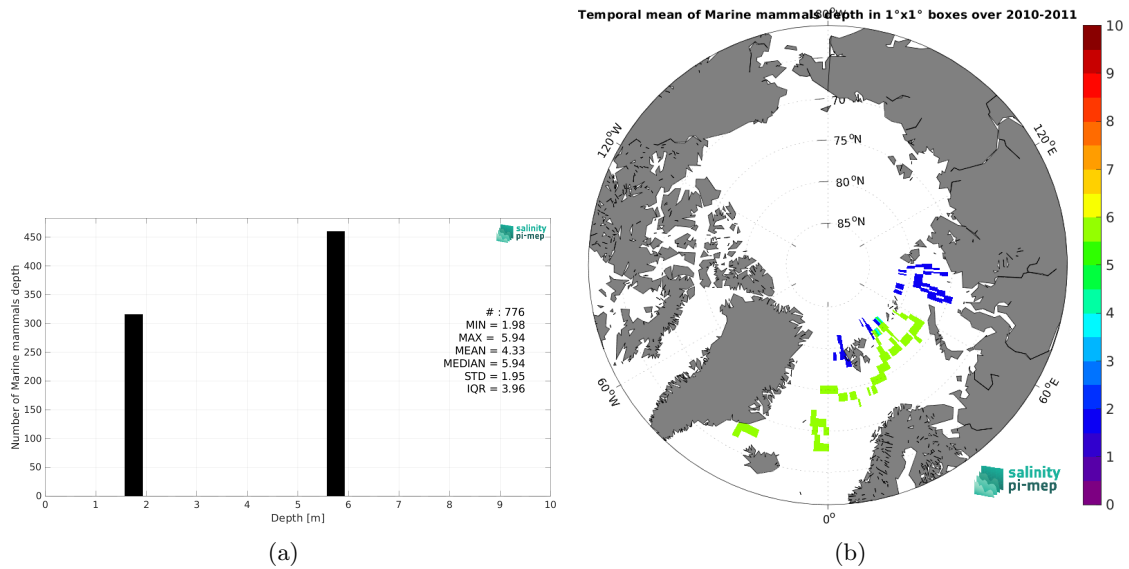 450
400
350
300
250
200
150
100
50
0
Number of Marine mammals depth
0 1 2 3 4 5 6 7 8 9 10
Depth [m]
salinity
pi-mep
# : 776
MIN = 1.98
MAX = 5.94
MEAN = 4.33
MEDIAN = 5.94
STD = 1.95
IQR = 3.96
(a)
Temporal mean of Marine mammals depth in 1°x1° boxes over 2010-2011
180°W
120°W
120°E
60°W
60°E
0°
70
75°N
80°N
85°N
10
9
8
7
6
5
4
3
2
1
0
salinity
pi-mep
(b)